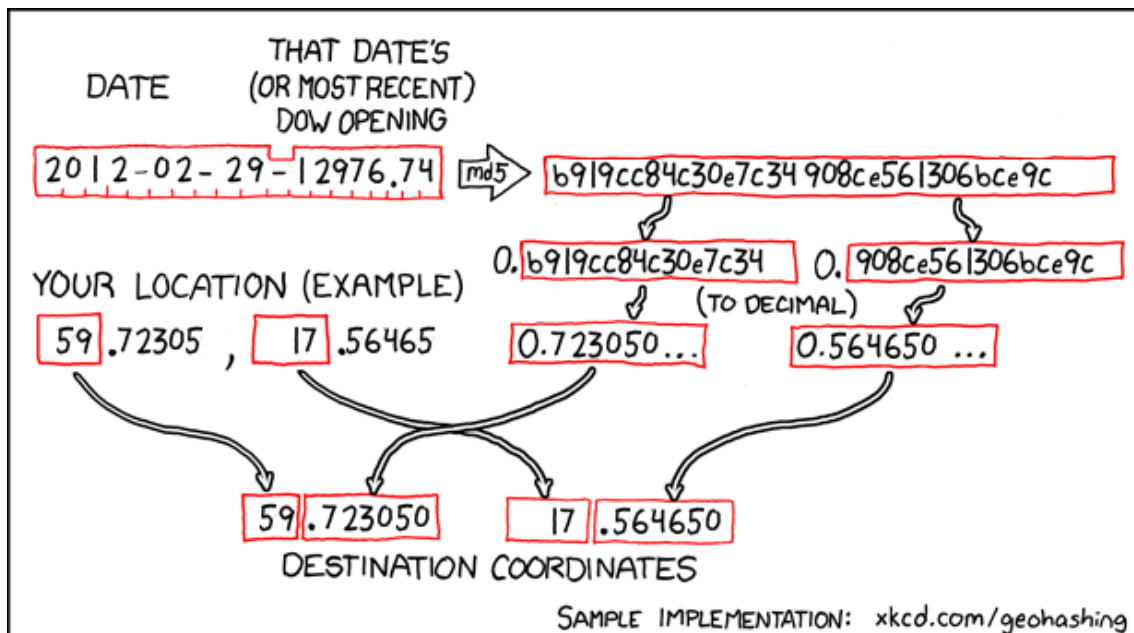 DATE
THAT DATE'S
(OR MOST RECENT)
DOW OPENING
2012-02-29-12976.74
md5
b919cc84c30e7c34908ce561306bce9c
0.b919cc84c30e7c34
0.908ce561306bce9c
YOUR LOCATION (EXAMPLE)
(TO DECIMAL)
59.72305, 17.56465
0.723050...
0.564650...
59.723050
17.564650
DESTINATION COORDINATES
SAMPLE IMPLEMENTATION: xkcd.com/geohashing